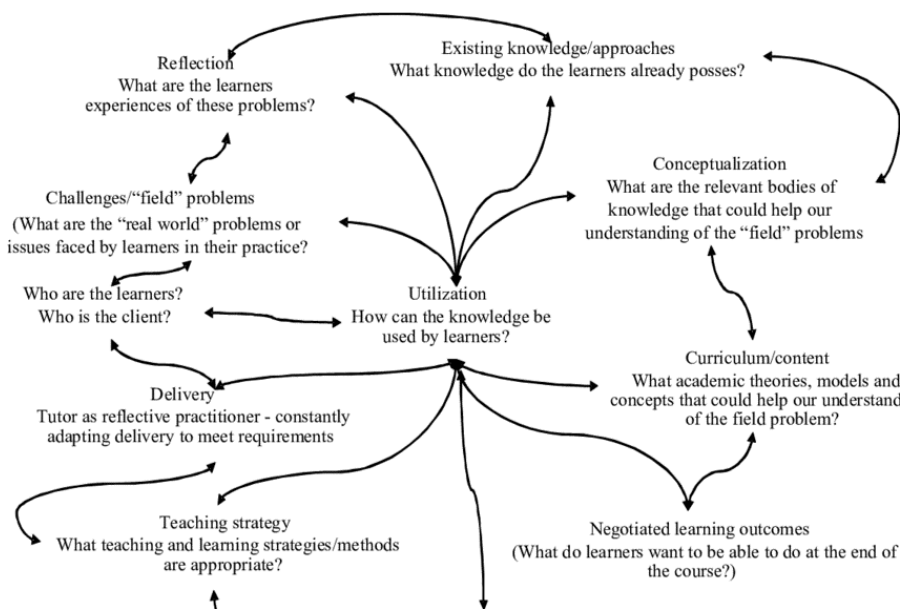 Reflection
What are the learners
experiences of these problems?
Existing knowledge/approaches
What knowledge do the learners already posses?
Challenges/“field” problems
(What are the “real world” problems or
issues faced by learners in their practice?
Conceptualization
What are the relevant bodies of
knowledge that could help our
understanding of the “field” problems
Who are the learners?
Who is the client?
Utilization
How can the knowledge be
used by learners?
Curriculum/content
What academic theories, models and
concepts that could help our understand
of the field problem?
Delivery
Tutor as reflective practitioner - constantly
adapting delivery to meet requirements
Teaching strategy
What teaching and learning strategies/methods
are appropriate?
Negotiated learning outcomes
(What do learners want to be able to do at the end of
the course?)